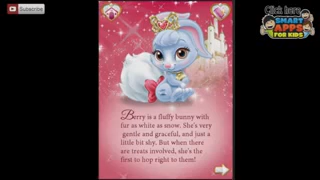 Subscribe
Click here
SMART
APPS
FOR KIDS
Berry is a fluffy bunny with
fur as white as snow. She's very
gentle and graceful, and just a
little bit shy. But when there
are treats involved, she's the
first to hop right to them!